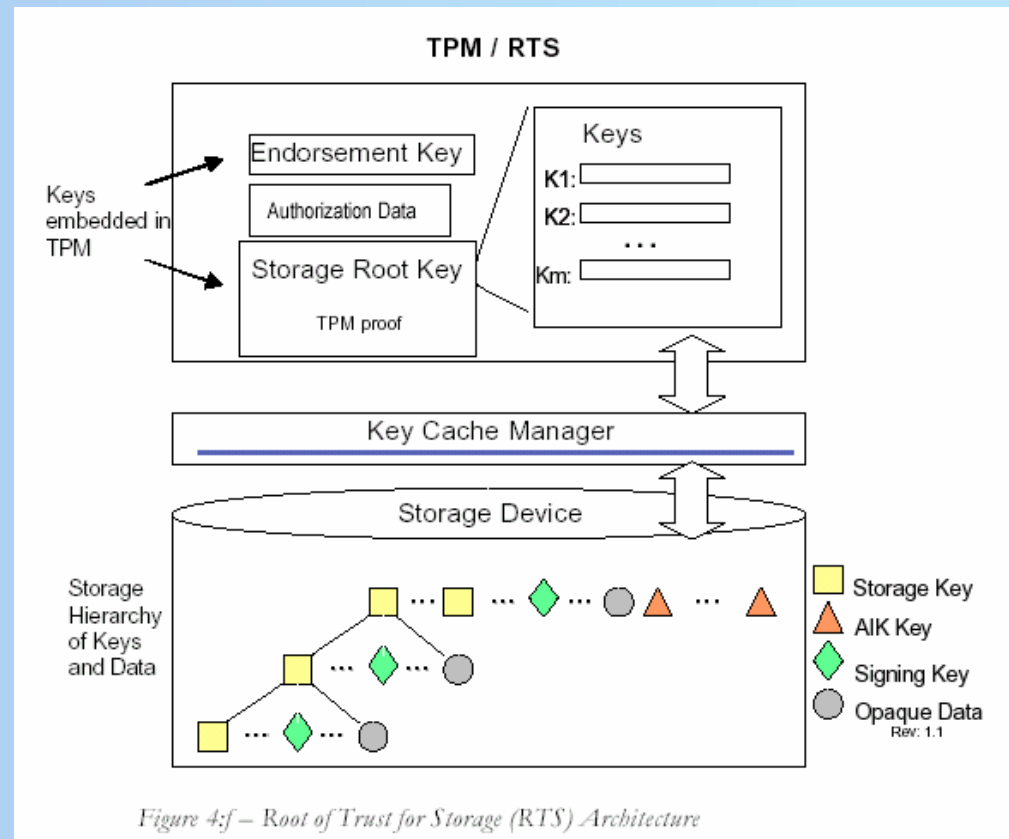 TPM / RTS
Keys
embedded in
TPM
Endorsement Key
Authorization Data
Storage Root Key
TPM proof
Keys
K1:
K2:
...
Km:
Key Cache Manager
Storage Device
Storage
Hierarchy
of Keys
and Data
... ... ... ...
... ...
... ...
Storage Key
AIK Key
Signing Key
Opaque Data
Rev: 1.1
Figure 4:f – Root of Trust for Storage (RTS) Architecture